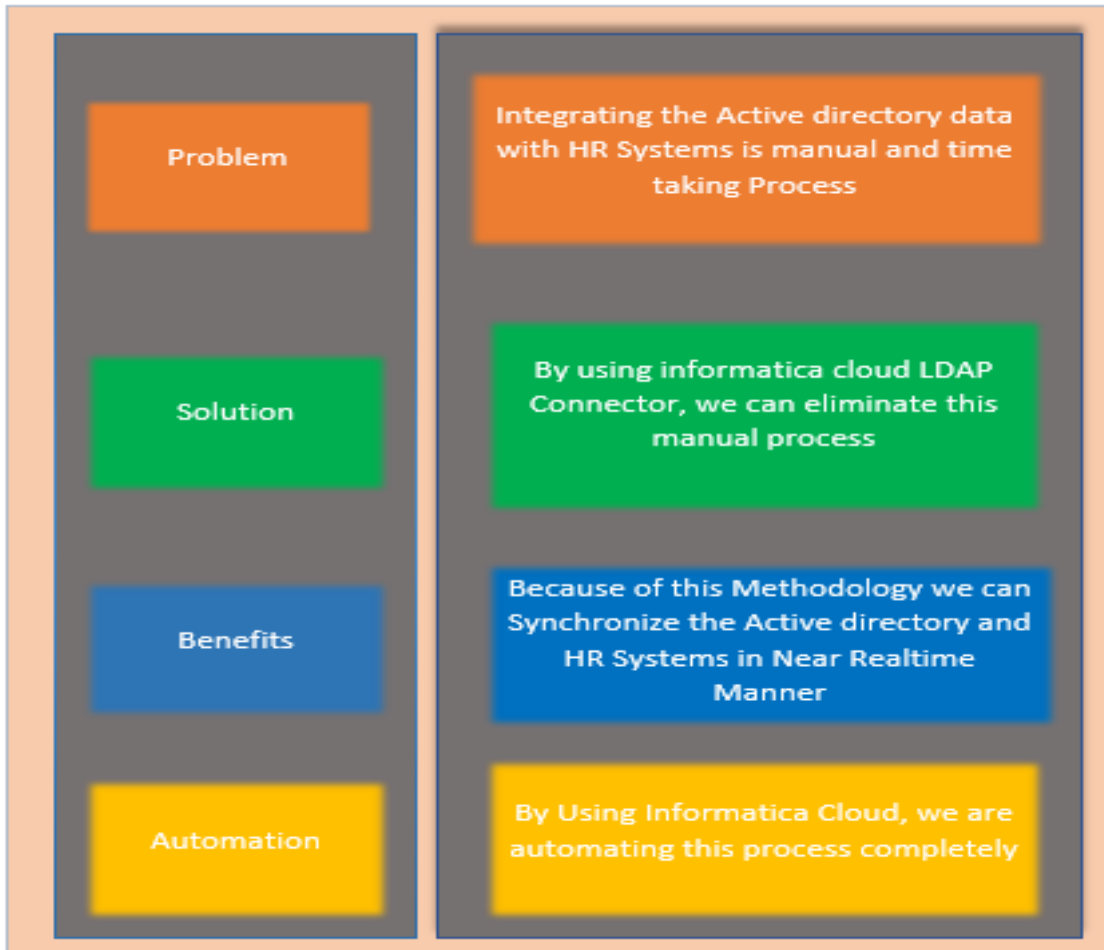 Problem
Integrating the Active directory data
with HR Systems is manual and time
taking Process
Solution
By using informatica cloud LDAP
Connector, we can eliminate this
manual process
Benefits
Because of this Methodology we can
Synchronize the Active directory and
HR Systems in Near Realtime
Manner
Automation
By Using Informatica Cloud, we are
automating this process completely